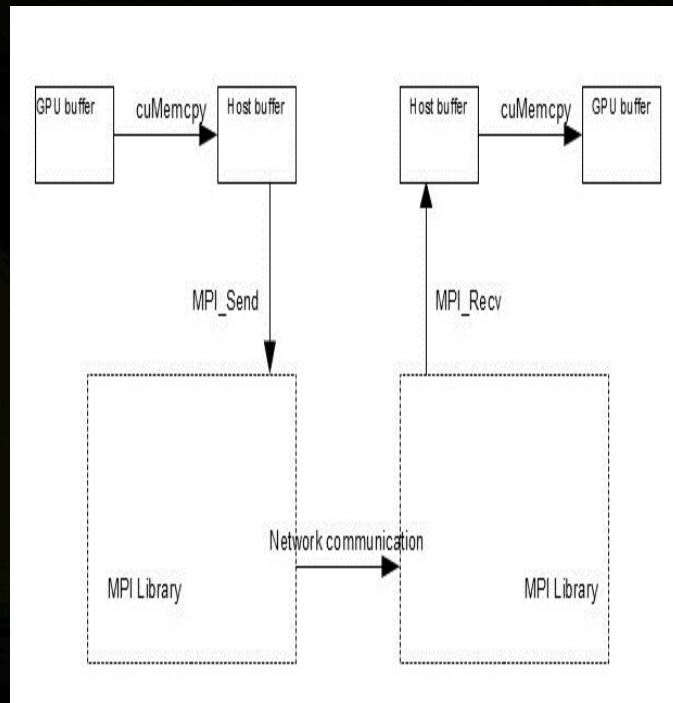 GPU buffer
cuMemcpy
Host buffer
Host buffer
cuMemcpy
GPU buffer
MPI_Send
MPI_Recv
Network communication
MPI Library
MPI Library